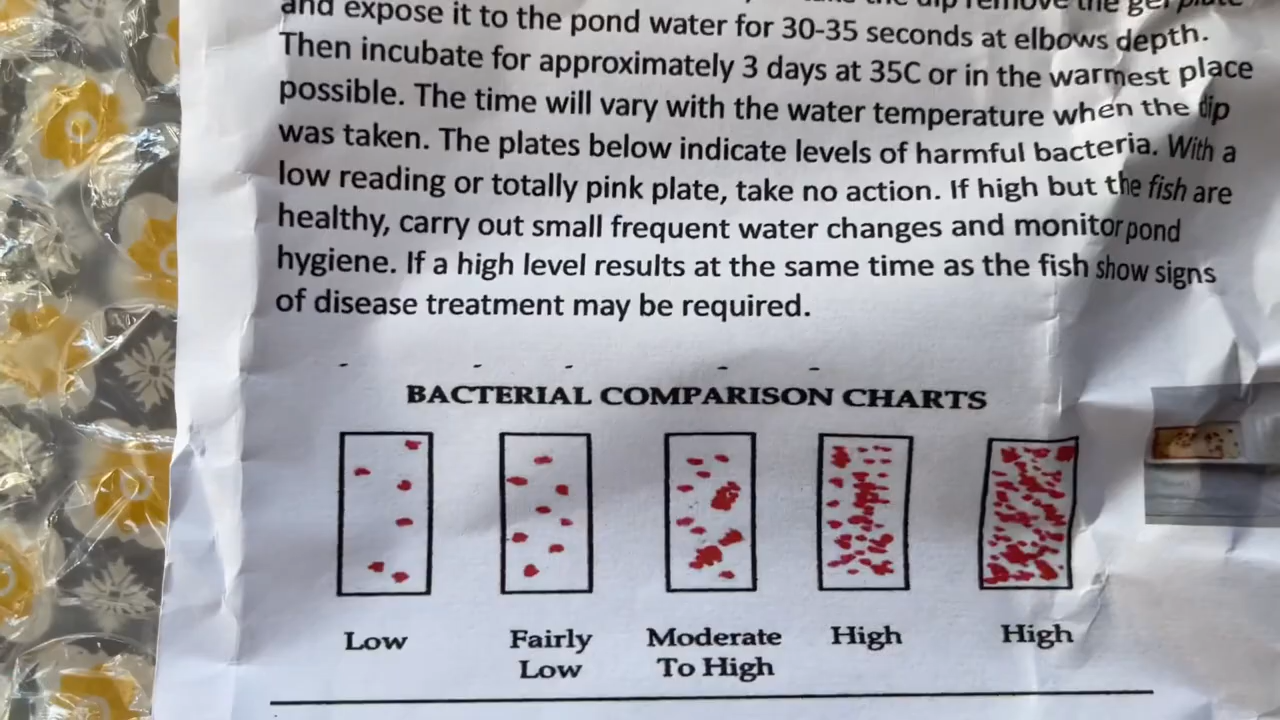 and expose it to the pond water for 30-35 seconds at elbows depth.
Then incubate for approximately 3 days at 35C or in the warmest place
possible. The time will vary with the water temperature when the dip
was taken. The plates below indicate levels of harmful bacteria. With a
low reading or totally pink plate, take no action. If high but the fish are
healthy, carry out small frequent water changes and monitor pond
hygiene. If a high level results at the same time as the fish show signs
of disease treatment may be required.
BACTERIAL COMPARISON CHARTS
Low
Fairly
Low
Moderate
To High
High
High